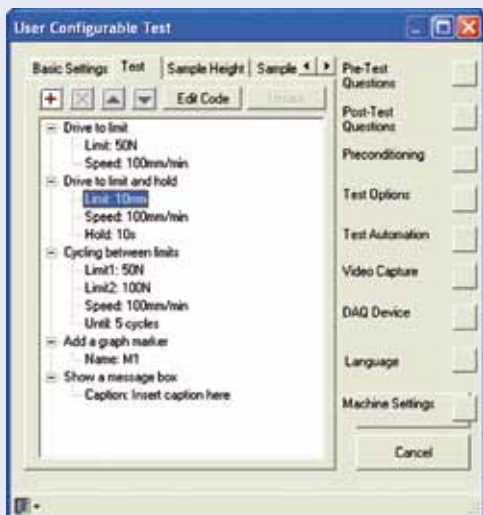 User Configurable Test
Basic Settings Test Sample Height Sample
Edit Code
Drive to limit
Limit: 50N
Speed: 100mm/min
Drive to limit and hold
Limit: 10mm
Speed: 100mm/min
Hold: 10s
Cycling between limits
Limit1: 50N
Limit2: 100N
Speed: 100mm/min
Until: 5 cycles
Add a graph marker
Name: M1
Show a message box
Caption: Insert caption here
Pre-Test
Questions
Post-Test
Questions
Preconditioning
Test Options
Test Automation
Video Capture
DAQ Device
Language
Machine Settings
Cancel